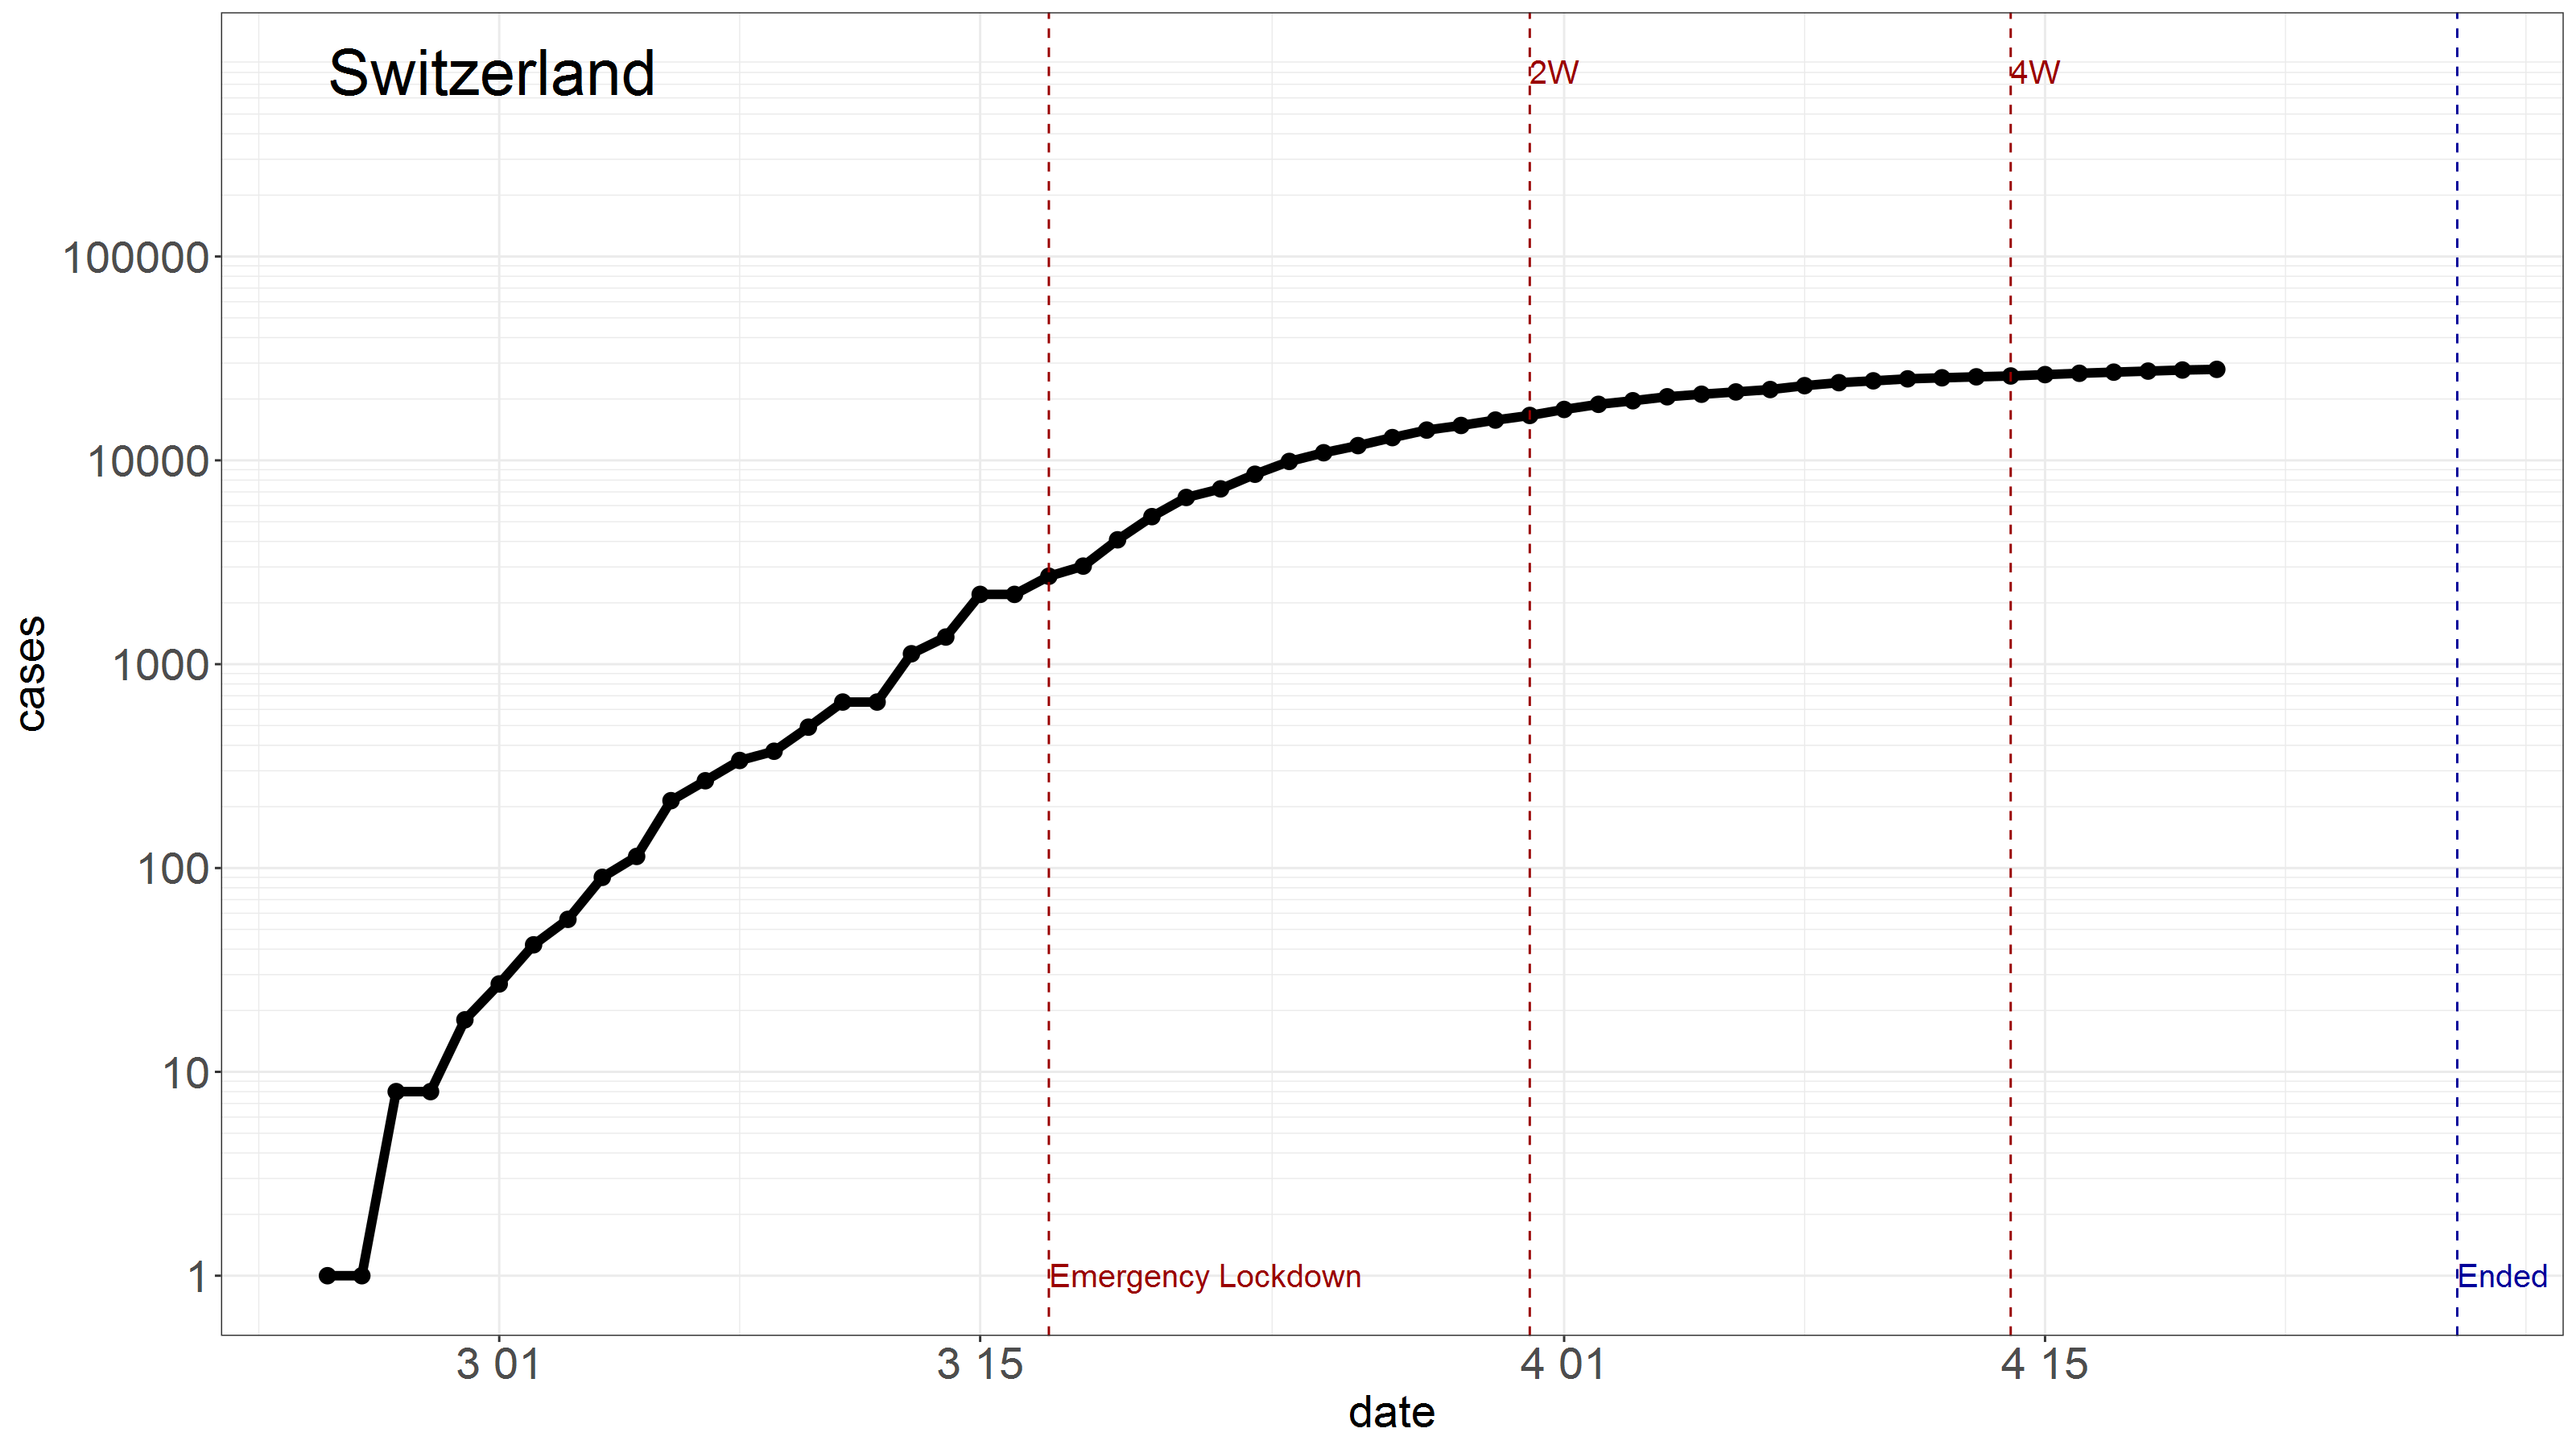 Switzerland
2W
4W
100000
10000
1000
100
10
1
cases
Emergency Lockdown
Ended
3 01
3 15
4 01
4 15
date